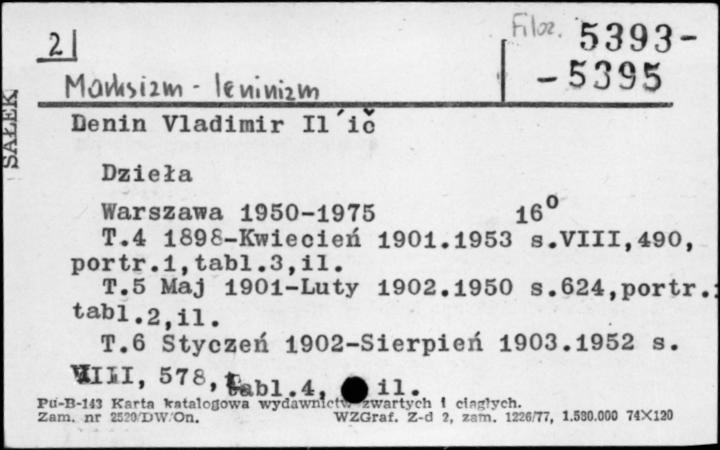 2
Filoz. 5393-
-5395
Marksizm - leninizm
SAŁEK
Lenin Vladimir Il´ič
Dzieła
Warszawa 1950-1975 16°
T.4 1898-Kwiecień 1901.1953 s.VIII,490,
portr.1,tabl.3,il.
T.5 Maj 1901-Luty 1902.1950 s.624,portr.1
tabl.2,il.
T.6 Styczeń 1902-Sierpień 1903.1952 s.
VIII, 578, tabl.4, il.
Pu-B-143 Karta katalogowa wydawnictw zwartych i ciągłych.
Zam. nr 2520/DW/On. WZGraf. Z-d 2, zam. 1226/77, 1.580.000 74X120